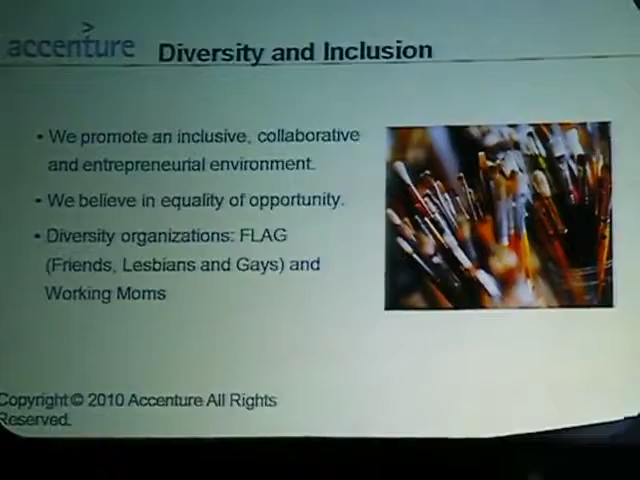 >
accenture
Diversity and Inclusion
• We promote an inclusive, collaborative
and entrepreneurial environment.
• We believe in equality of opportunity.
• Diversity organizations: FLAG
(Friends, Lesbians and Gays) and
Working Moms
Copyright © 2010 Accenture All Rights
Reserved.